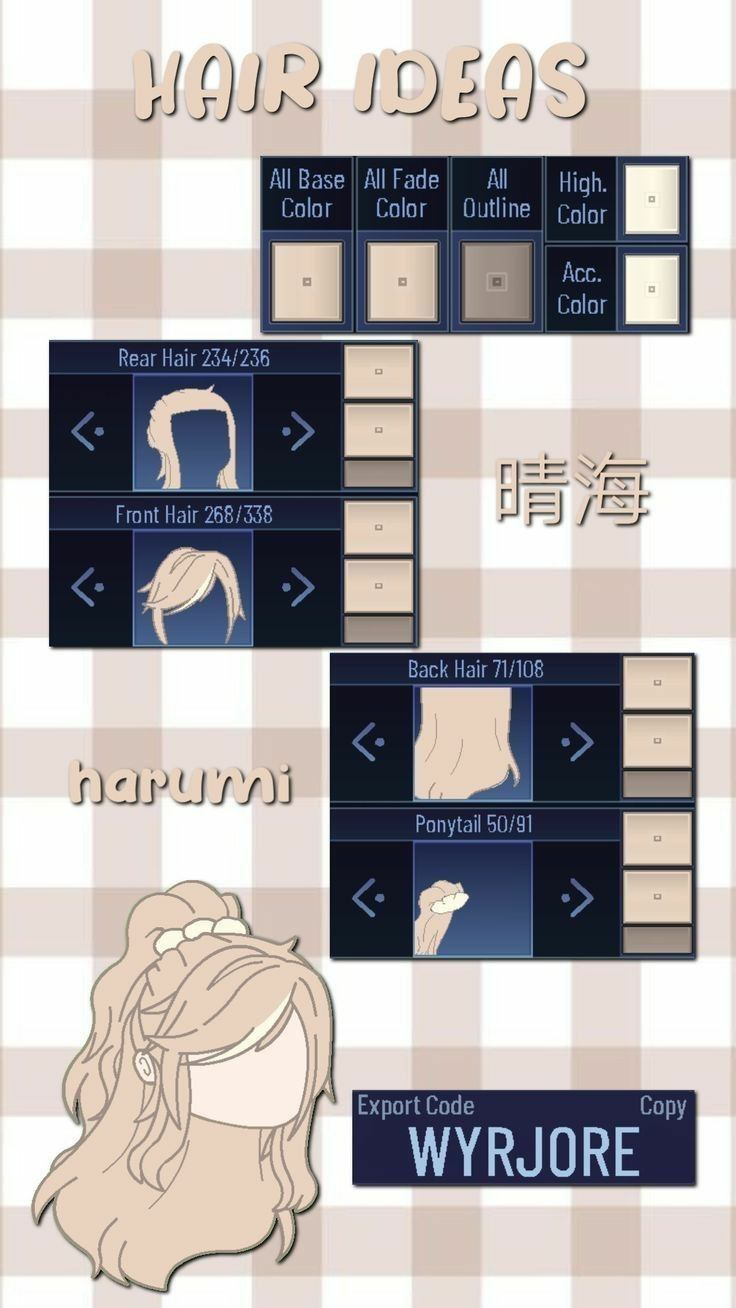 HAIR IDEAS
All Base Color
All Fade Color
All Outline
High. Color
Acc. Color
Rear Hair 234/236
Front Hair 268/338
晴海
Back Hair 71/108
harumi
Ponytail 50/91
Export Code
Copy
WYRJORE